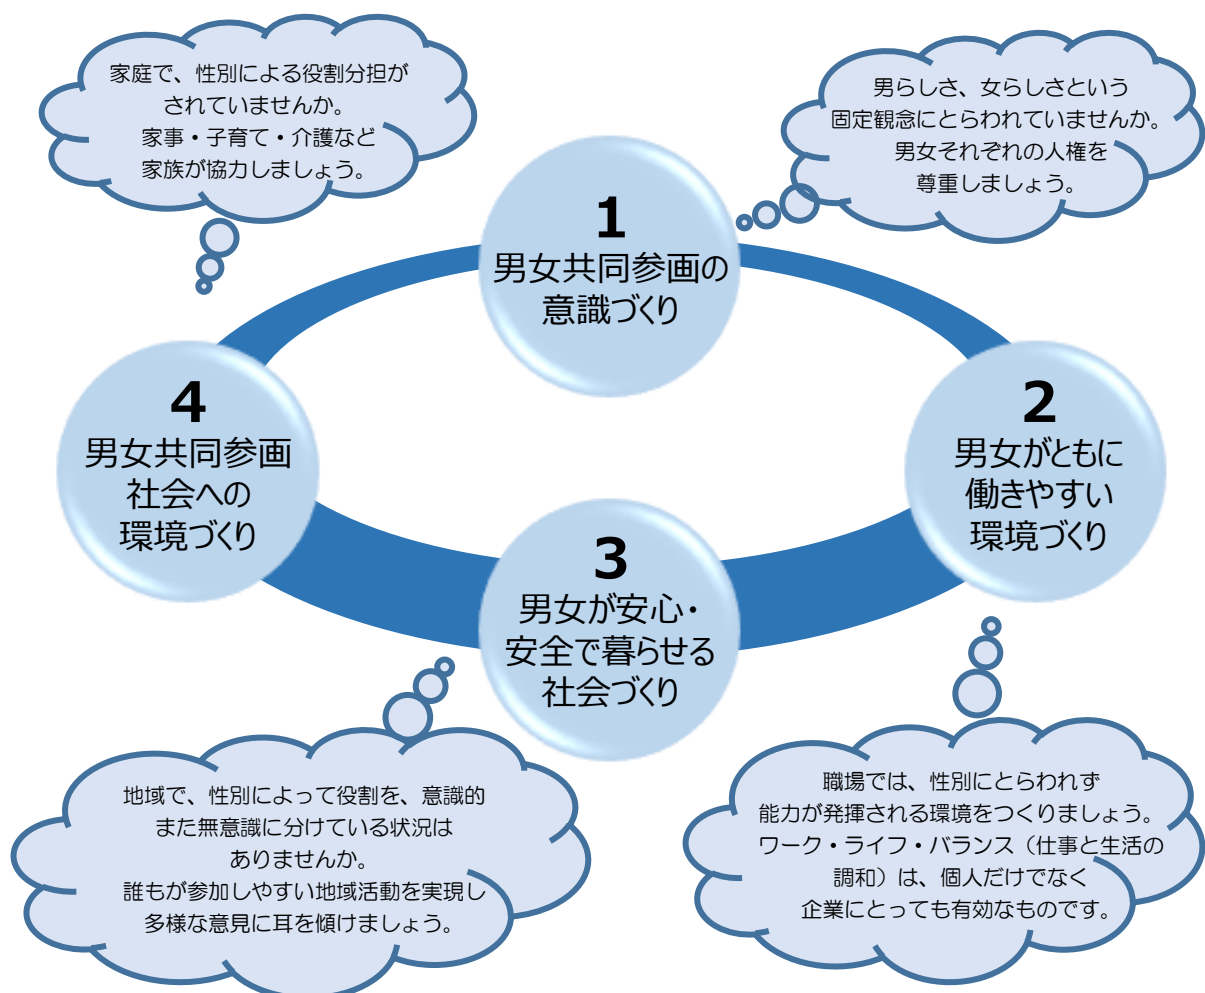 家庭で、性別による役割分担が
されていませんか。
家事・子育て・介護など
家族が協力しましょう。
男らしさ、女らしさという
固定観念にとらわれていませんか。
男女それぞれの人権を
尊重しましょう。
1
男女共同参画の
意識づくり
2
男女がともに
働きやすい
環境づくり
3
男女が安心・
安全で暮らせる
社会づくり
4
男女共同参画
社会への
環境づくり
地域で、性別によって役割を、意識的
また無意識に分けている状況は
ありませんか。
誰もが参加しやすい地域活動を実現し
多様な意見に耳を傾けましょう。
職場では、性別にとらわれず
能力が発揮される環境をつくりましょう。
ワーク・ライフ・バランス（仕事と生活の
調和）は、個人だけでなく
企業にとっても有効なものです。